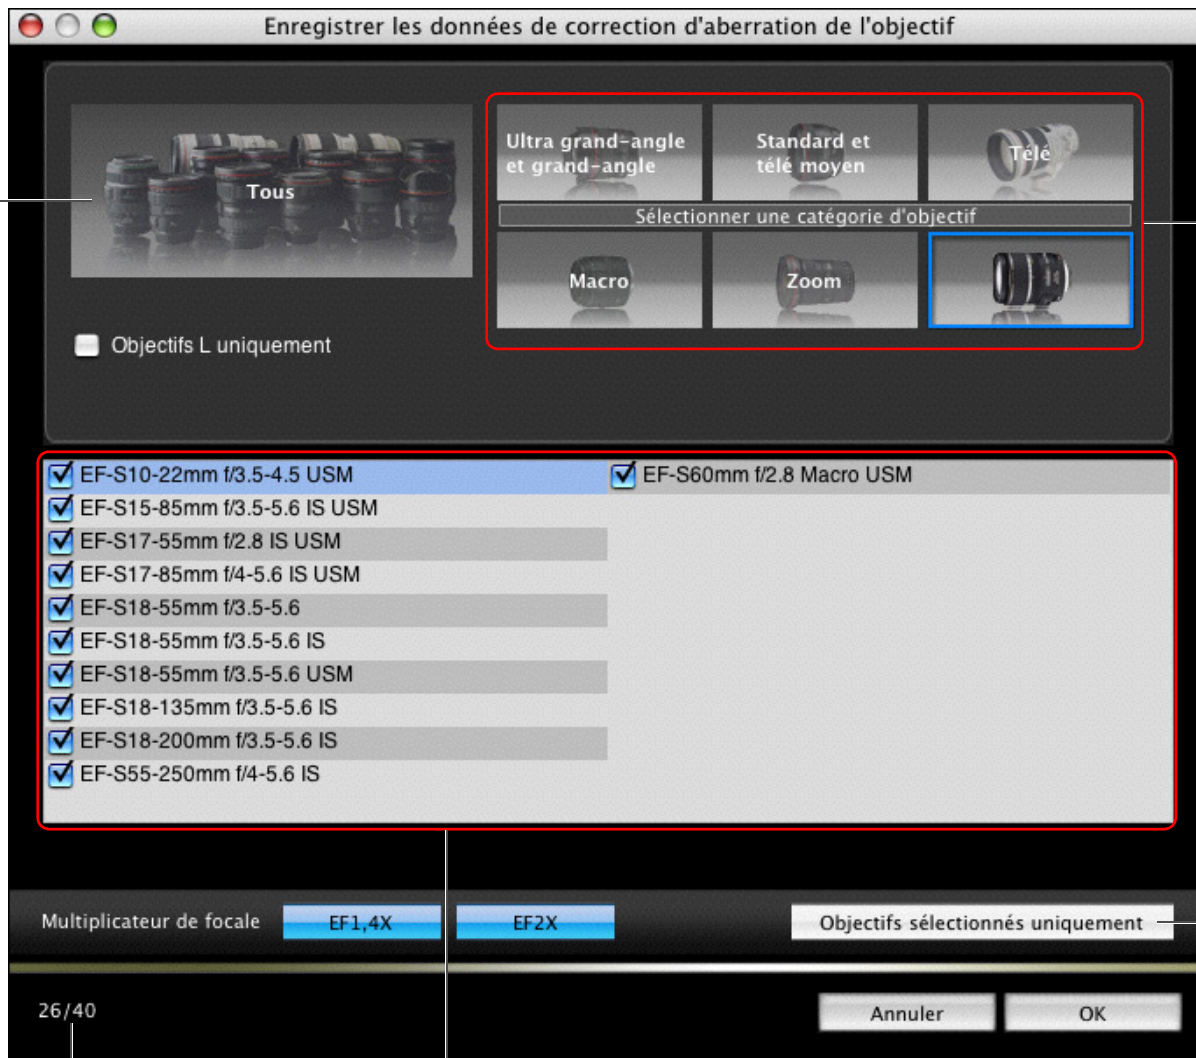 Enregistrer les données de correction d'aberration de l'objectif
Tous
Ultra grand-angle
et grand-angle
Standard et
télé moyen
Télé
Sélectionner une catégorie d'objectif
Macro
Zoom
Objectifs L uniquement
EF-S10-22mm f/3.5-4.5 USM
EF-S15-85mm f/3.5-5.6 IS USM
EF-S17-55mm f/2.8 IS USM
EF-S17-85mm f/4-5.6 IS USM
EF-S18-55mm f/3.5-5.6
EF-S18-55mm f/3.5-5.6 IS
EF-S18-55mm f/3.5-5.6 USM
EF-S18-135mm f/3.5-5.6 IS
EF-S18-200mm f/3.5-5.6 IS
EF-S55-250mm f/4-5.6 IS
EF-S60mm f/2.8 Macro USM
Multiplicateur de focale
EF1,4X
EF2X
Objectifs sélectionnés uniquement
26/40
Annuler
OK